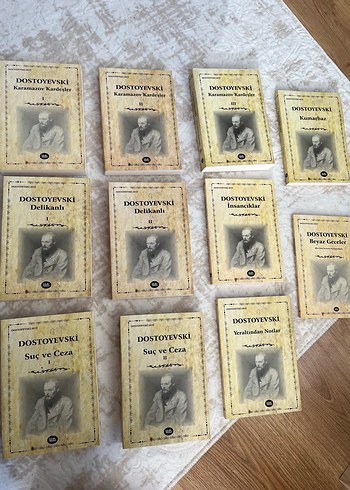 DOSTOYEVSKİ
Karamazov Kardeşler
I
DOSTOYEVSKİ
Karamazov Kardeşler
II
DOSTOYEVSKİ
Karamazov Kardeşler
III
DOSTOYEVSKİ
Kumarbaz
DOSTOYEVSKİ
Delikanlı
I
DOSTOYEVSKİ
Delikanlı
II
DOSTOYEVSKİ
İnsancıklar
DOSTOYEVSKİ
Beyaz Geceler
DOSTOYEVSKİ
Suç ve Ceza
I
DOSTOYEVSKİ
Suç ve Ceza
II
DOSTOYEVSKİ
Yeraltından Notlar